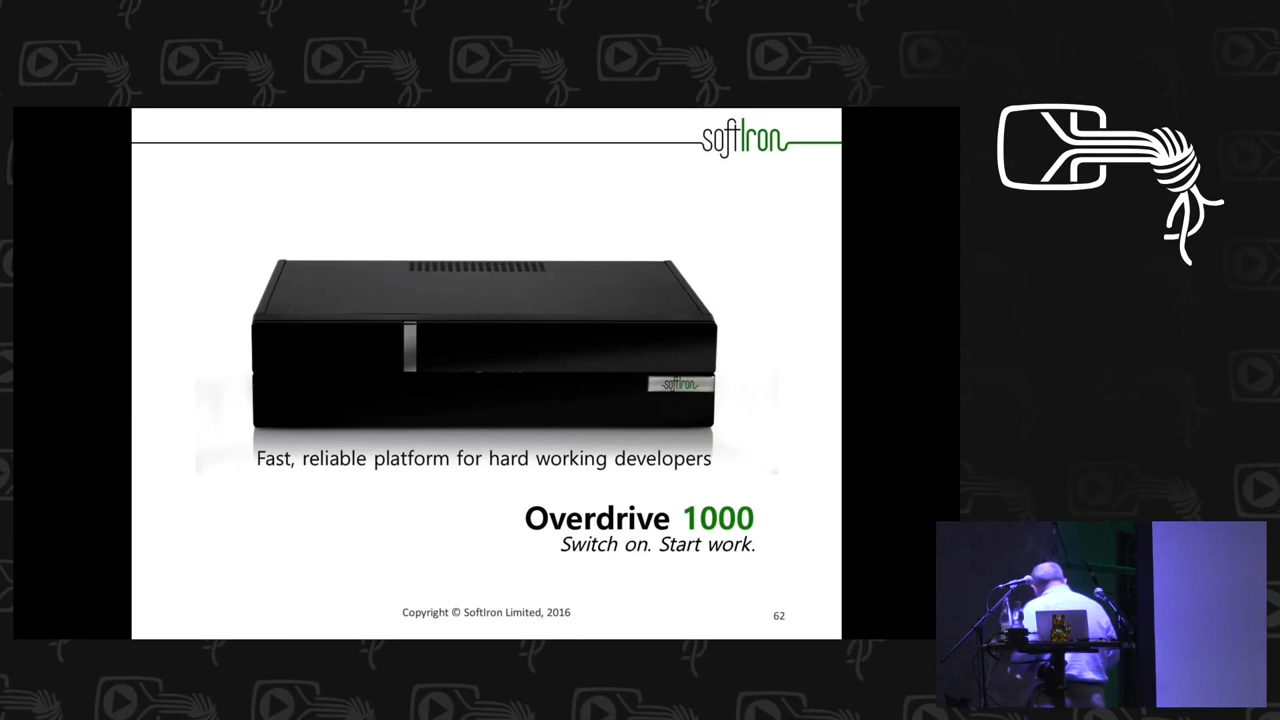 softIron
softIron
Fast, reliable platform for hard working developers
Overdrive 1000
Switch on. Start work.
Copyright © SoftIron Limited, 2016
62